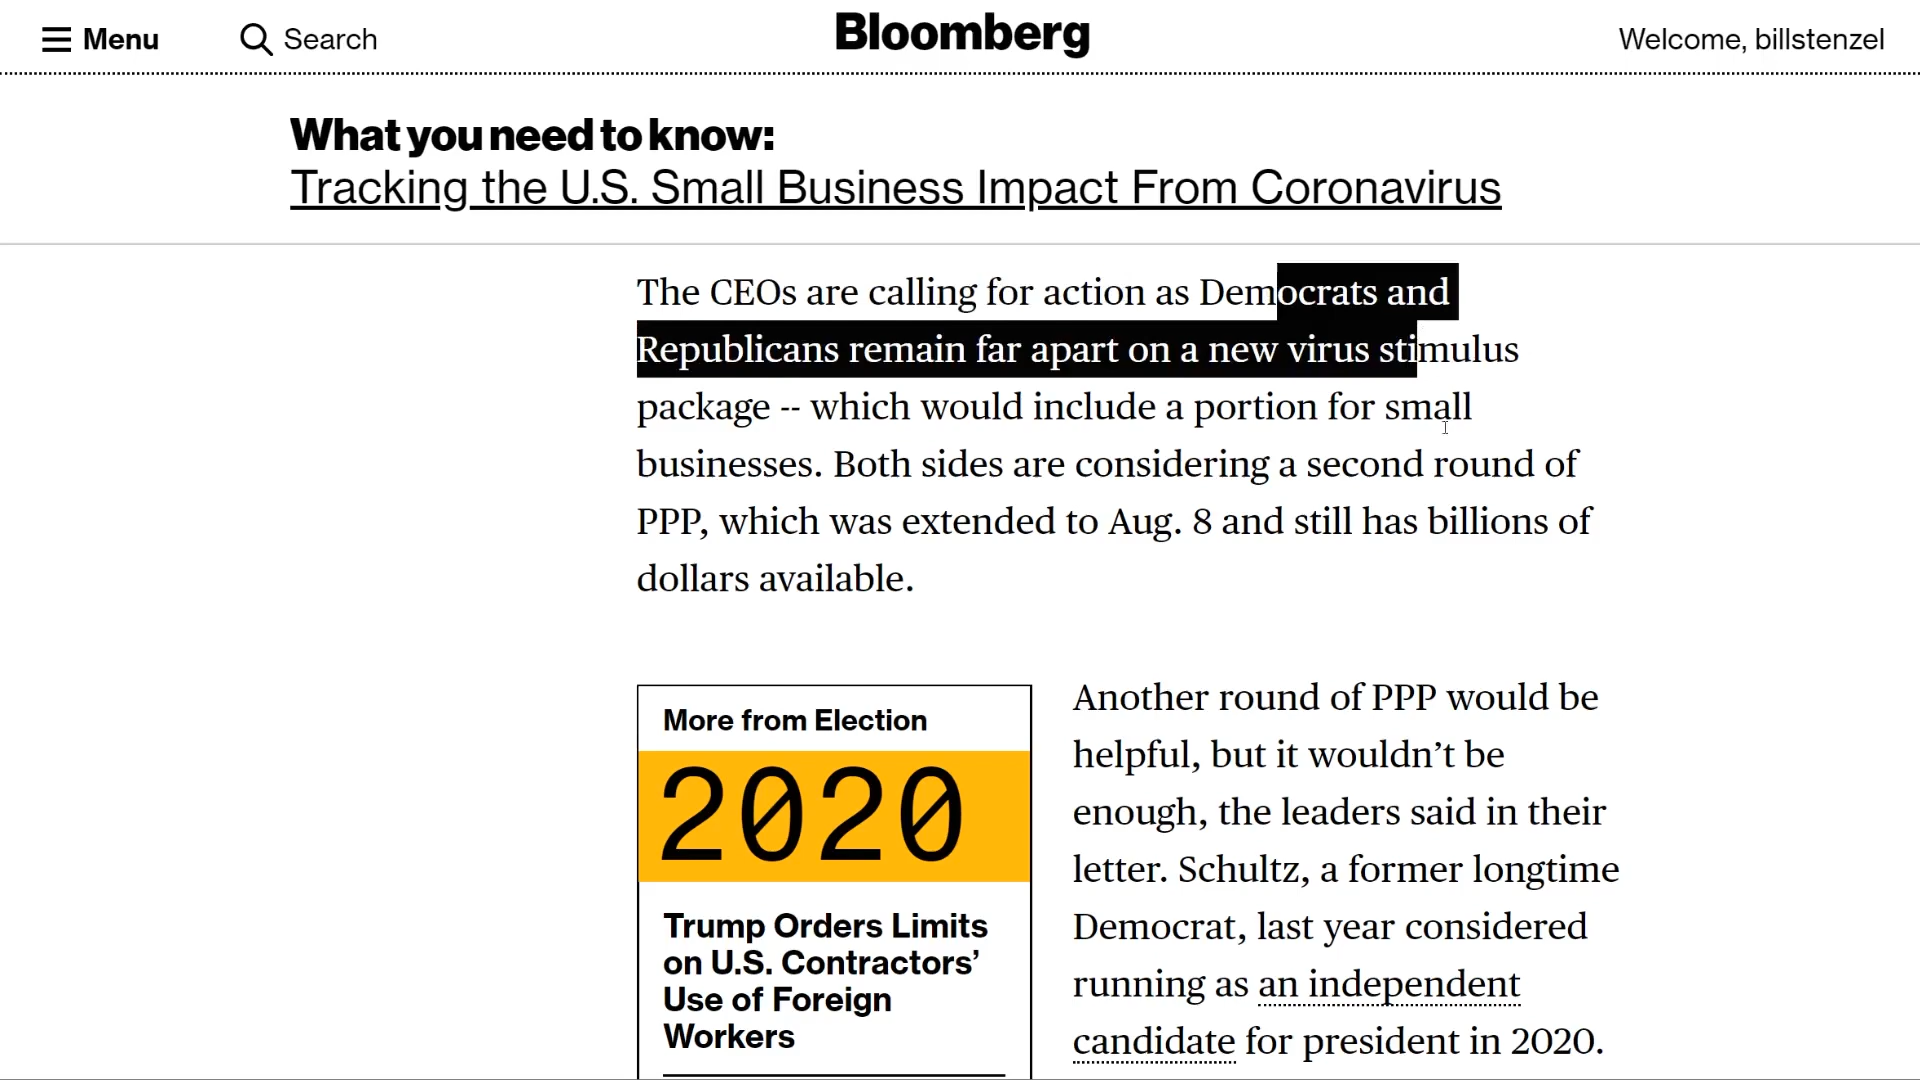 Menu
Search
Bloomberg
Welcome, billstenzel
What you need to know:
Tracking the U.S. Small Business Impact From Coronavirus
The CEOs are calling for action as Democrats and
Republicans remain far apart on a new virus stimulus
package -- which would include a portion for small
businesses. Both sides are considering a second round of
PPP, which was extended to Aug. 8 and still has billions of
dollars available.
More from Election
2020
Trump Orders Limits
on U.S. Contractors’
Use of Foreign
Workers
Another round of PPP would be
helpful, but it wouldn’t be
enough, the leaders said in their
letter. Schultz, a former longtime
Democrat, last year considered
running as an independent
candidate for president in 2020.